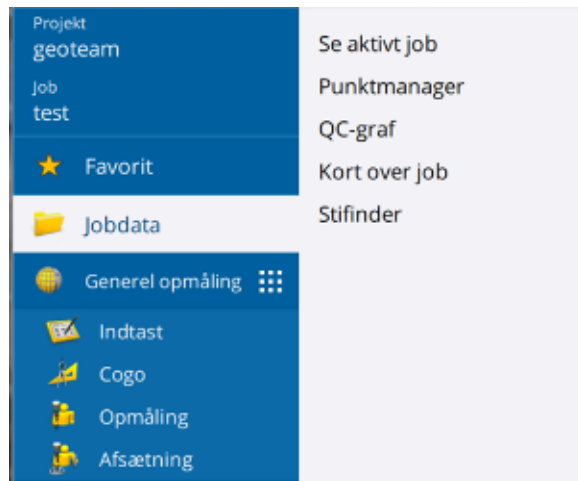 Projekt
geoteam
Job
test
Favorit
Jobdata
Generel opmåling
Indtast
Cogo
Opmåling
Afsætning
Se aktivt job
Punktmanager
QC-graf
Kort over job
Stifinder